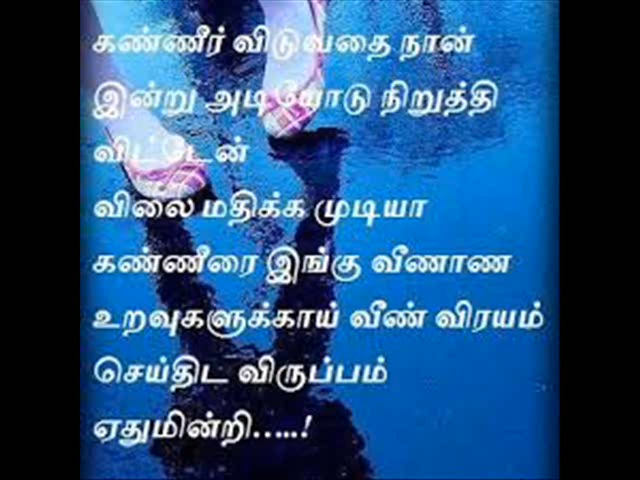 கண்ணீர் விடுவதை நான்
இன்று அடியோடு நிறுத்தி
விட்டேன்
விலை மதிக்க முடியா
கண்ணீரை இங்கு வீணாண
உறவுகளுக்காய் வீண் விரயம்
செய்திட விருப்பம்
ஏதுமின்றி.....!